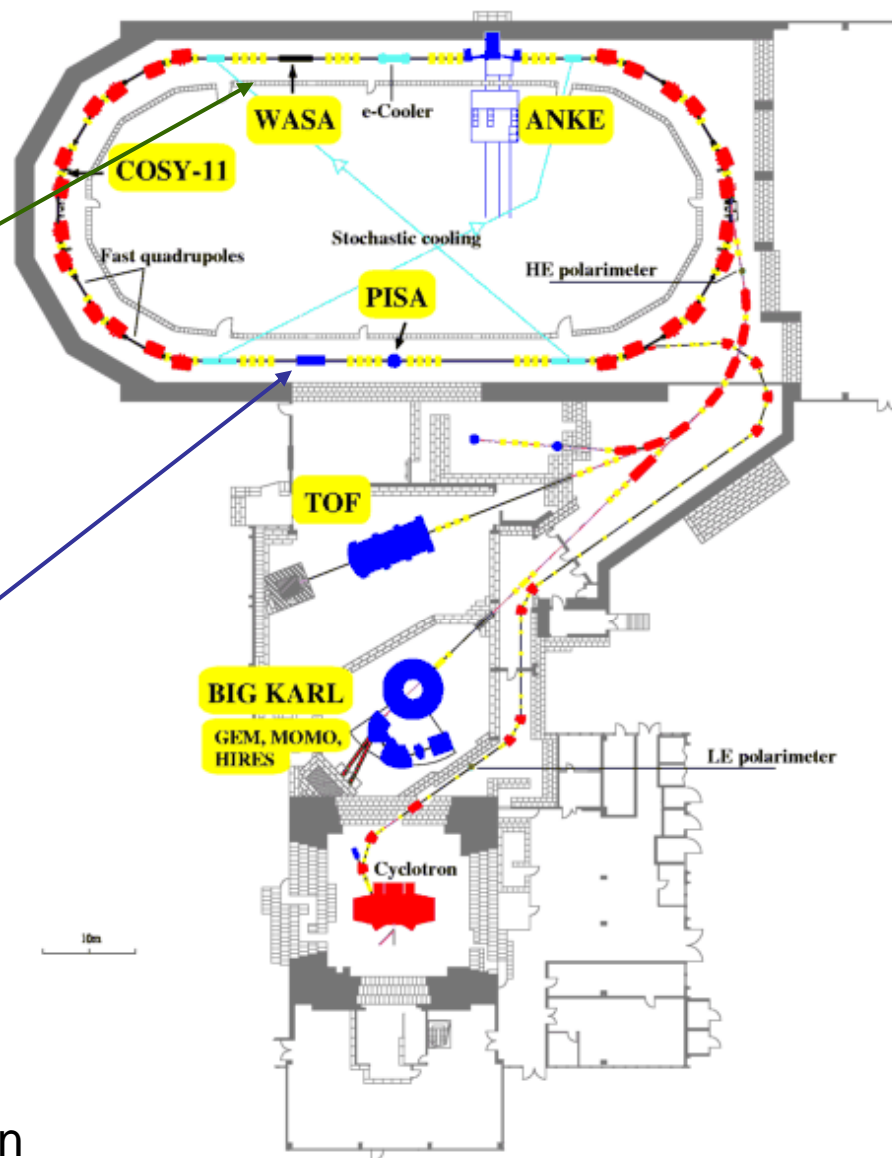 WASA
e-Cooler
ANKE
COSY-11
Stochastic cooling
Fast quadrupoles
HE polarimeter
PISA
TOF
BIG KARL
GEM, MOMO,
HIRES
LE polarimeter
Cyclotron
10m
n